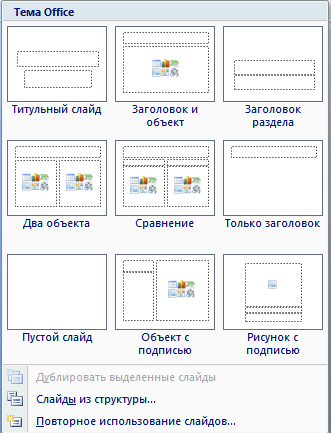 Тема Office
Титульный слайд
Заголовок и объект
Заголовок раздела
Два объекта
Сравнение
Только заголовок
Пустой слайд
Объект с подписью
Рисунок с подписью
Дублировать выделенные слайды
Слайды из структуры...
Повторное использование слайдов...